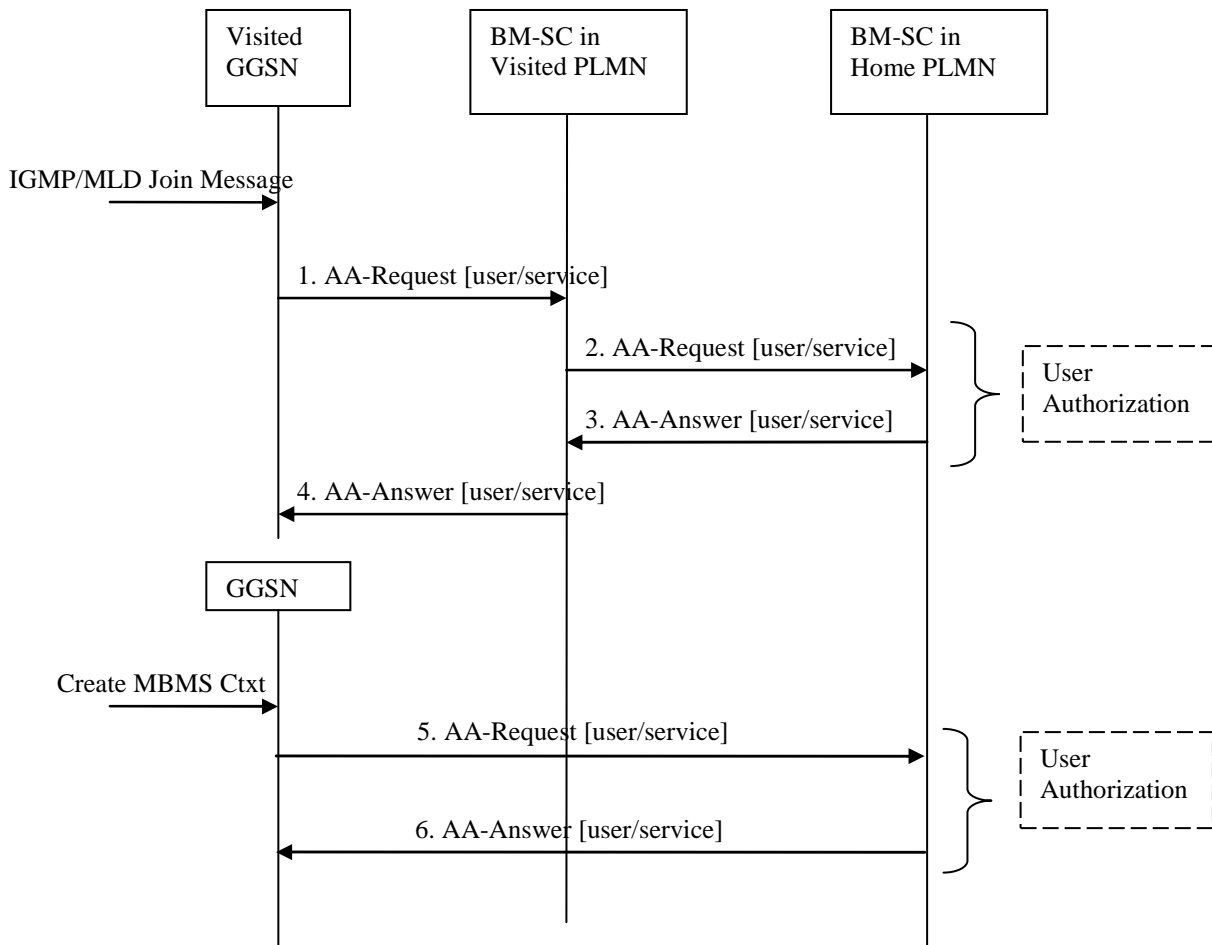 Visited
GGSN
BM-SC in
Visited PLMN
BM-SC in
Home PLMN
IGMP/MLD Join Message
1. AA-Request [user/service]
2. AA-Request [user/service]
User
Authorization
3. AA-Answer [user/service]
4. AA-Answer [user/service]
GGSN
Create MBMS Ctxt
5. AA-Request [user/service]
User
Authorization
6. AA-Answer [user/service]